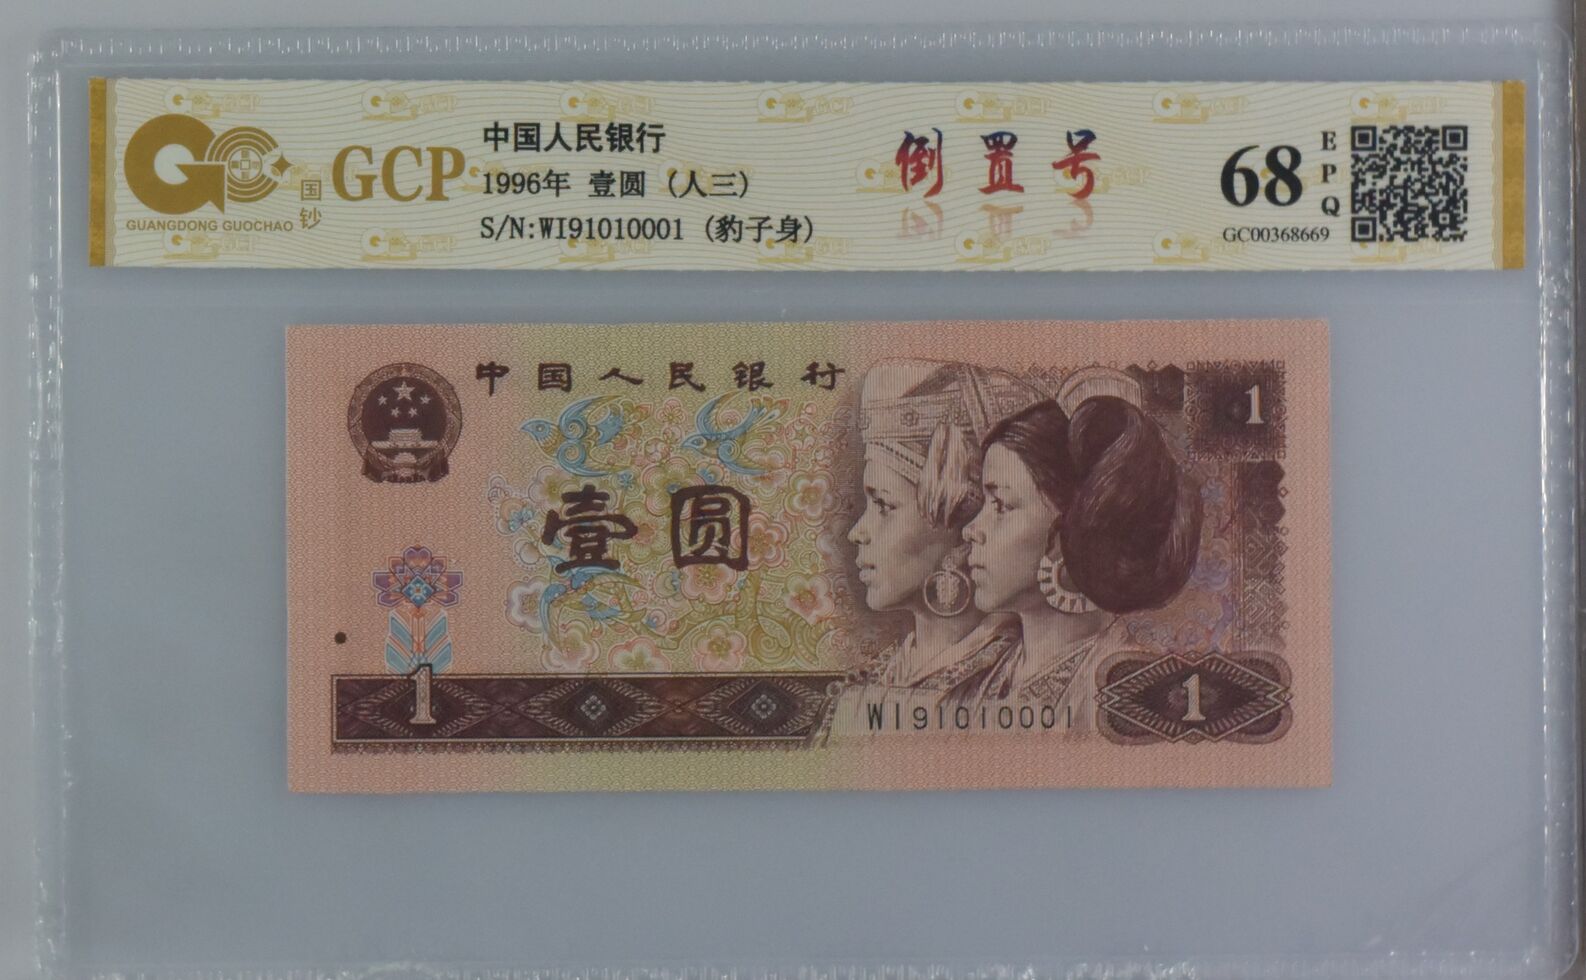 GCP
国钞
GUANGDONG GUOCHAO
中国人民银行
1996年 壹圆 (人三)
S/N:WI91010001 (豹子身)
倒置号
68
EPQ
GC00368669
中国人民银行
1
壹圆
1
WI91010001
1